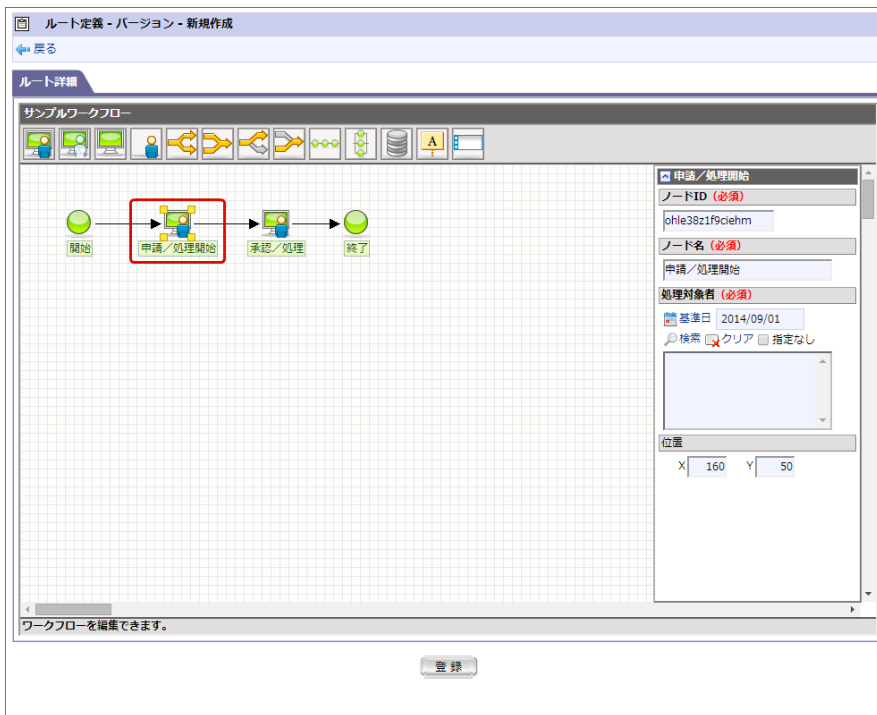 ルート定義 - バージョン - 新規作成
戻る
ルート詳細
サンプルワークフロー
A
開始
申請／処理開始
承認／処理
終了
申請／処理開始
ノードID（必須）
ohle38z1f9ciehm
ノード名（必須）
申請／処理開始
処理対象者（必須）
基準日 2014/09/01
検索 クリア 指定なし
位置
X 160 Y 50
ワークフローを編集できます。
登録